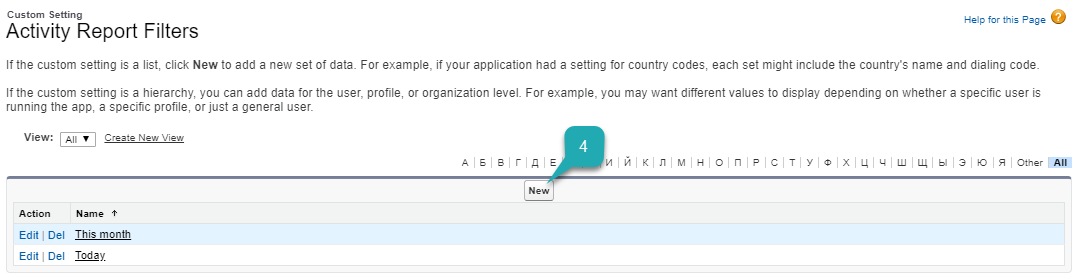 Custom Setting
Activity Report Filters
Help for this Page ?
If the custom setting is a list, click New to add a new set of data. For example, if your application had a setting for country codes, each set might include the country's name and dialing code.
If the custom setting is a hierarchy, you can add data for the user, profile, or organization level. For example, you may want different values to display depending on whether a specific user is
running the app, a specific profile, or just a general user.
View: All ▼ Create New View
4
А | Б | В | Г | Д | Е | И | Й | К | Л | М | Н | О | П | Р | С | Т | У | Ф | Х | Ц | Ч | Ш | Щ | Ы | Э | Ю | Я | Other | All
New
Action Name ↑
Edit | Del This month
Edit | Del Today